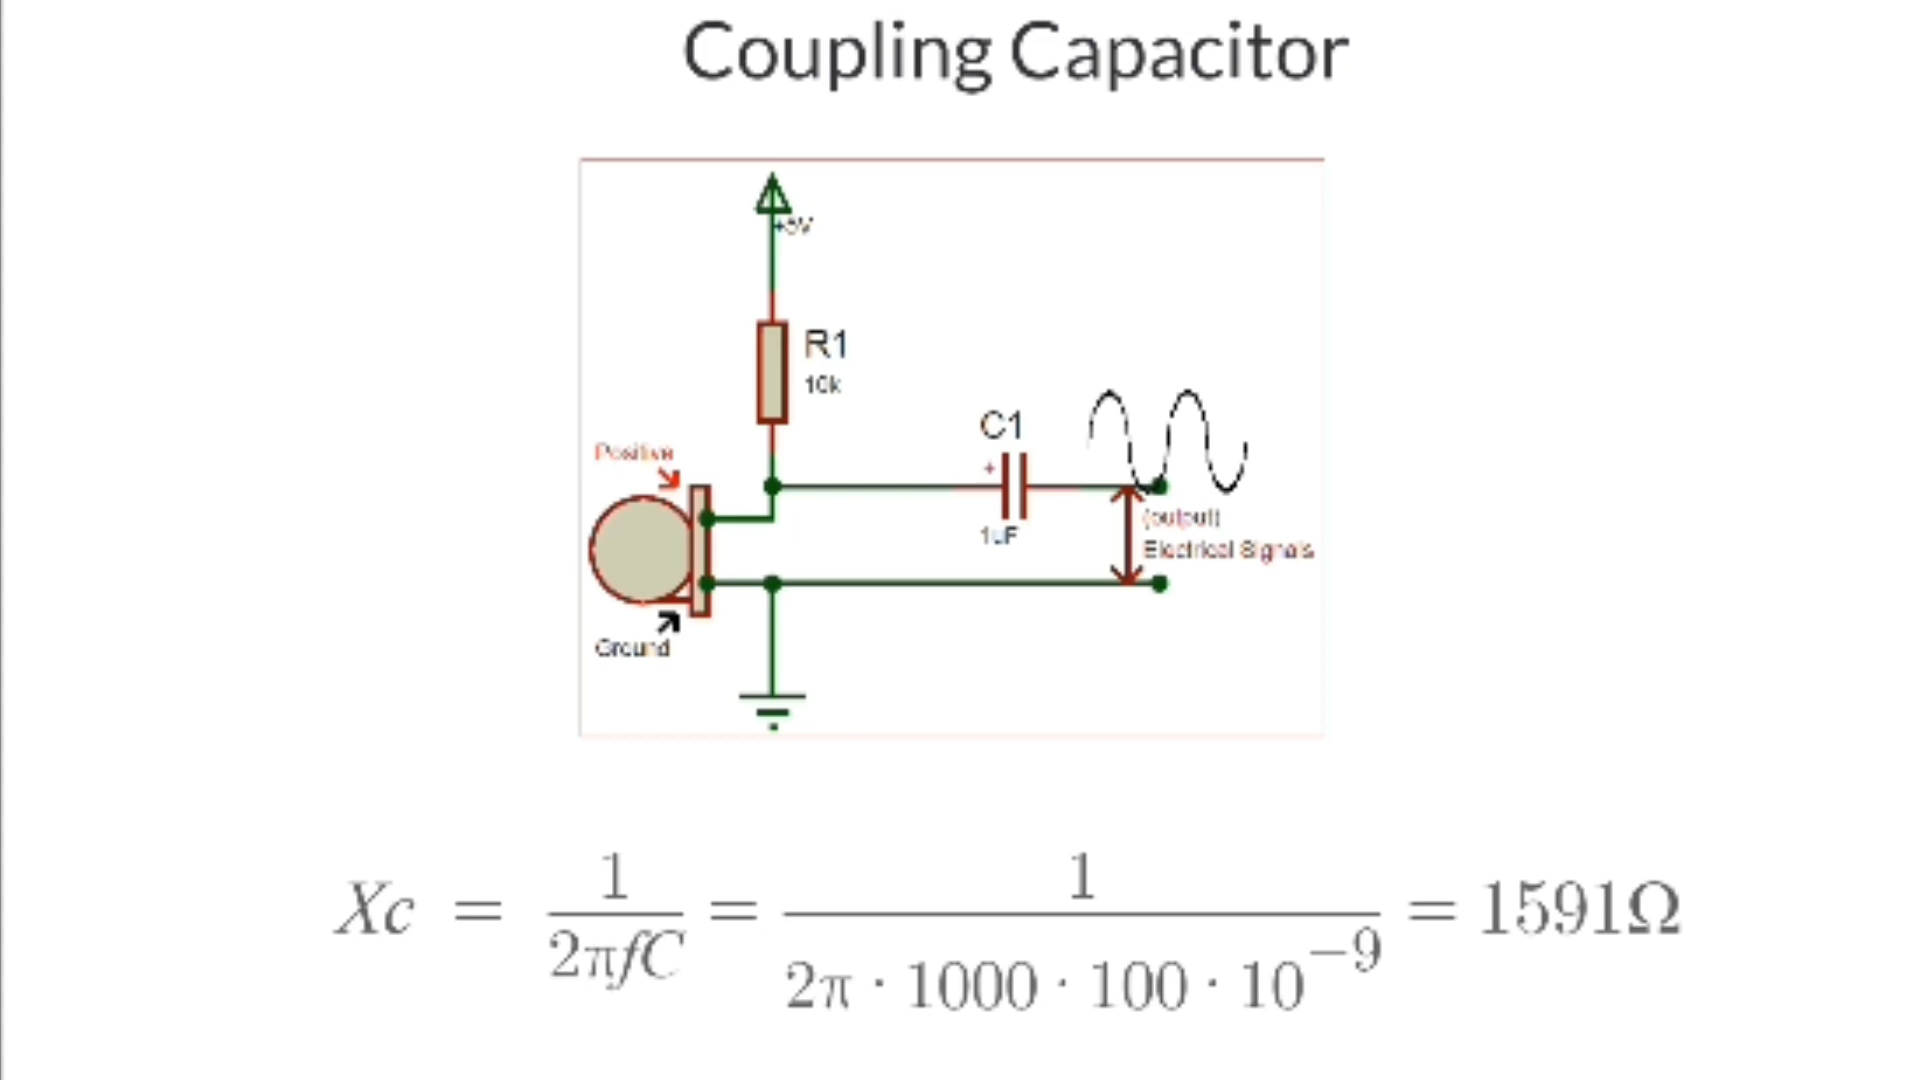 Coupling Capacitor
+5V
R1
10k
Positive
C1
+
1uF
(output)
Electrical Signals
Ground
Xc = 1/2πfC = 1/2π · 1000 · 100 · 10^−9 = 1591Ω